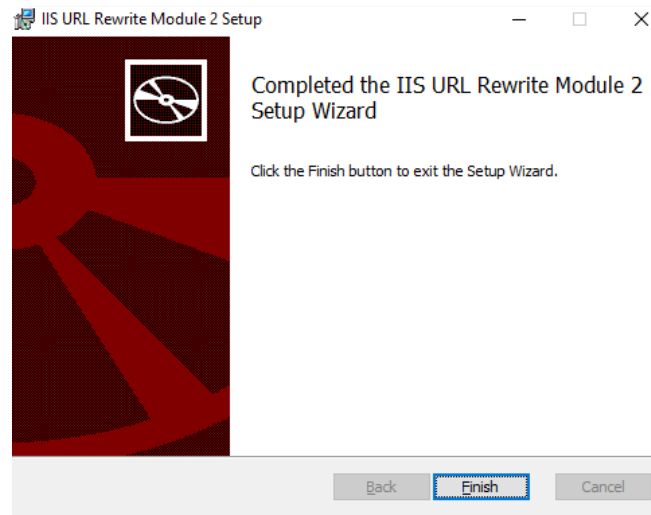 IIS URL Rewrite Module 2 Setup
Completed the IIS URL Rewrite Module 2
Setup Wizard
Click the Finish button to exit the Setup Wizard.
Back Finish Cancel